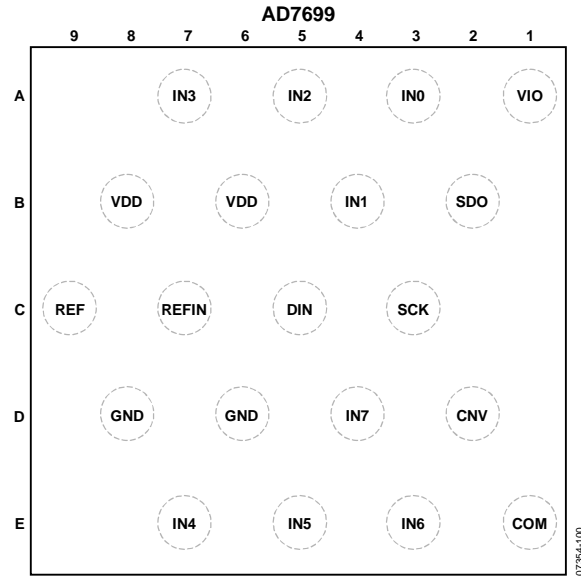 AD7699
9 8 7 6 5 4 3 2 1
A IN3 IN2 IN0 VIO
B VDD VDD IN1 SDO
C REF REFIN DIN SCK
D GND GND IN7 CNV
E IN4 IN5 IN6 COM
07354-100